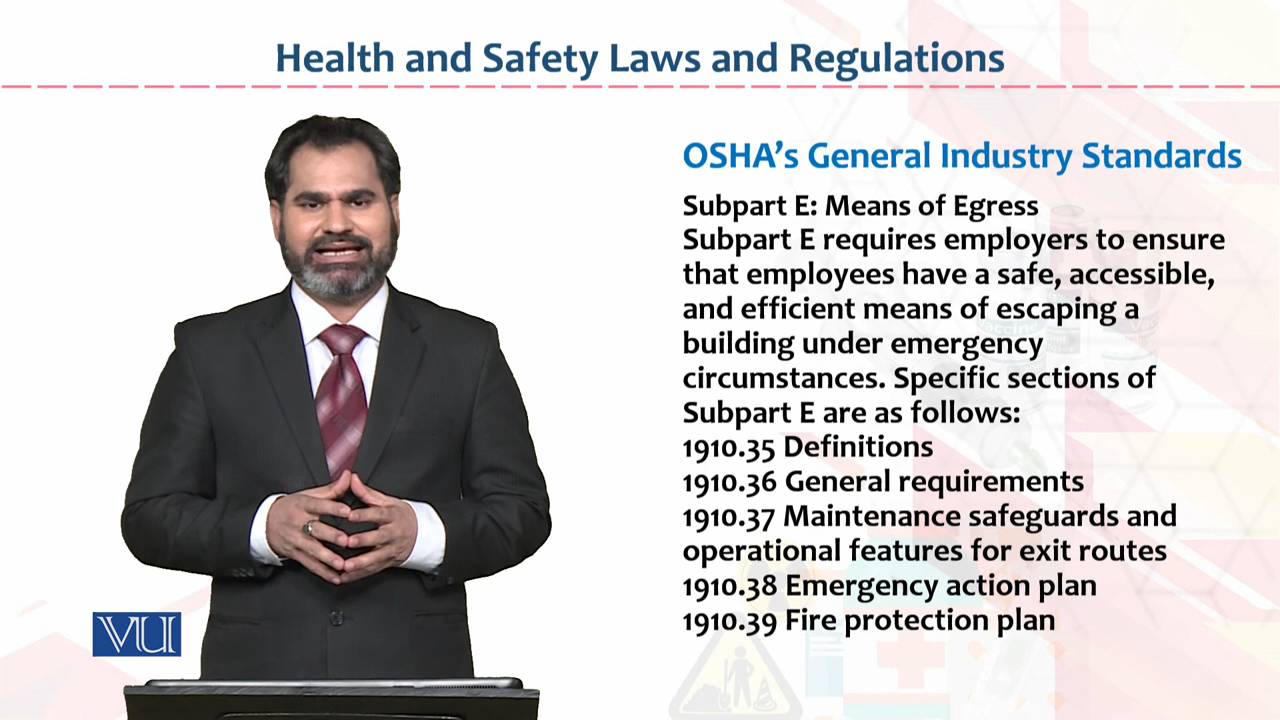 Health and Safety Laws and Regulations
OSHA’s General Industry Standards
Subpart E: Means of Egress
Subpart E requires employers to ensure
that employees have a safe, accessible,
and efficient means of escaping a
building under emergency
circumstances. Specific sections of
Subpart E are as follows:
1910.35 Definitions
1910.36 General requirements
1910.37 Maintenance safeguards and
operational features for exit routes
1910.38 Emergency action plan
1910.39 Fire protection plan
VU